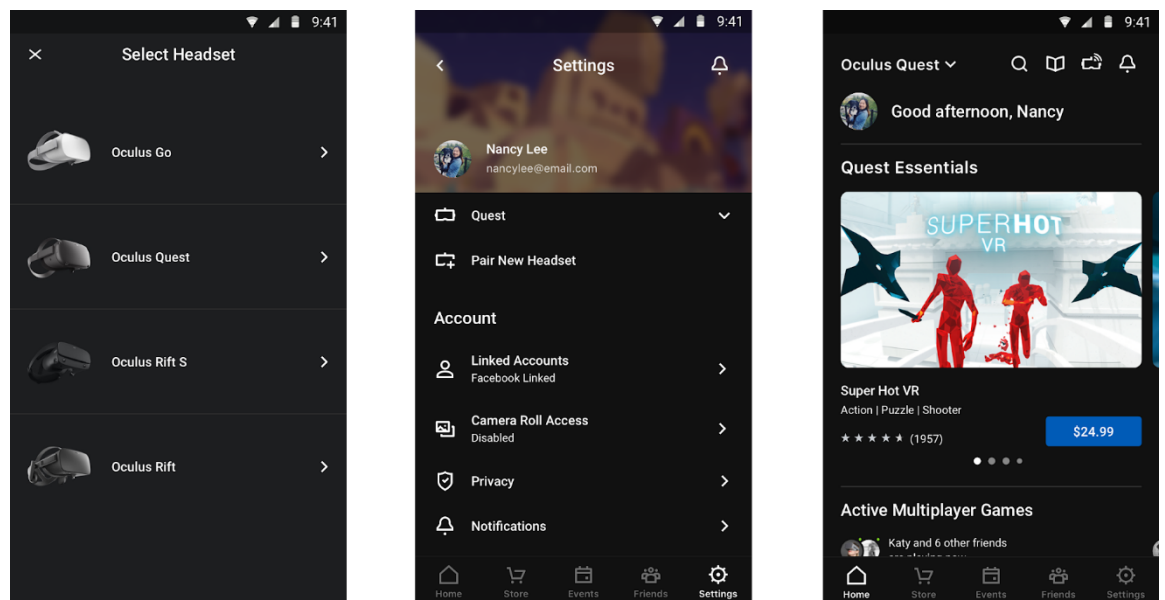 9:41
Select Headset
Oculus Go
Oculus Quest
Oculus Rift S
Oculus Rift
9:41
Settings
Nancy Lee
nancylee@email.com
Quest
Pair New Headset
Account
Linked Accounts
Facebook Linked
Camera Roll Access
Disabled
Privacy
Notifications
Home Store Events Friends Settings
9:41
Oculus Quest
Good afternoon, Nancy
Quest Essentials
SUPERHOT
VR
Super Hot VR
Action | Puzzle | Shooter
(1957)
$24.99
Active Multiplayer Games
Katy and 6 other friends
are playing now
Home Store Events Friends Settings